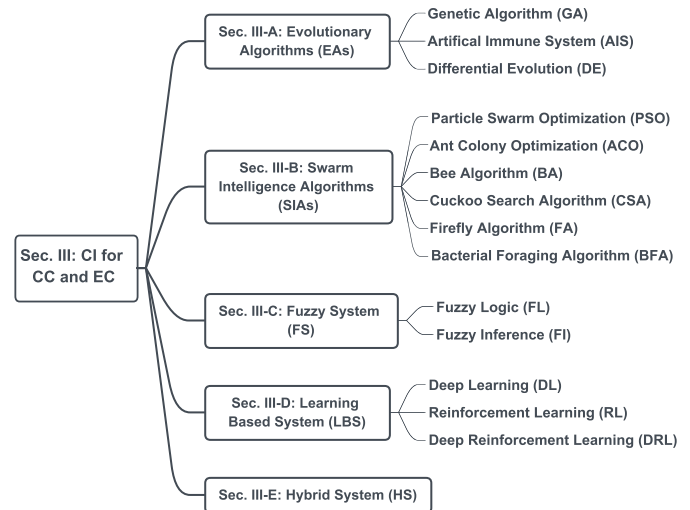 Sec. III: CI for
CC and EC
Sec. III-A: Evolutionary
Algorithms (EAs)
Genetic Algorithm (GA)
Artifical Immune System (AIS)
Differential Evolution (DE)
Sec. III-B: Swarm
Intelligence Algorithms
(SIAs)
Particle Swarm Optimization (PSO)
Ant Colony Optimization (ACO)
Bee Algorithm (BA)
Cuckoo Search Algorithm (CSA)
Firefly Algorithm (FA)
Bacterial Foraging Algorithm (BFA)
Sec. III-C: Fuzzy System
(FS)
Fuzzy Logic (FL)
Fuzzy Inference (FI)
Sec. III-D: Learning
Based System (LBS)
Deep Learning (DL)
Reinforcement Learning (RL)
Deep Reinforcement Learning (DRL)
Sec. III-E: Hybrid System (HS)